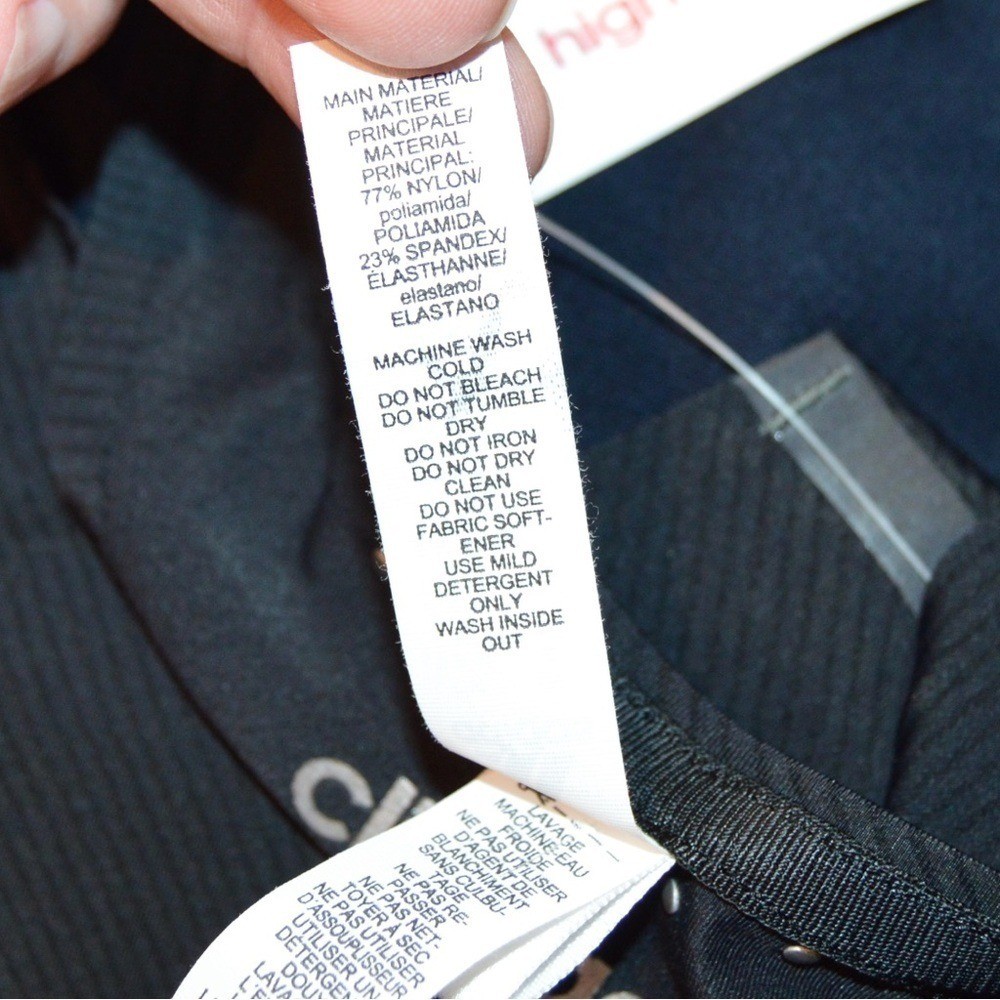 high
MAIN MATERIAL/
MATIERE
PRINCIPALE/
MATERIAL
PRINCIPAL:
77% NYLON/
poliamida/
POLIAMIDA
23% SPANDEX/
ÉLASTHANNE/
elastano/
ELASTANO
MACHINE WASH
COLD
DO NOT BLEACH
DO NOT TUMBLE
DRY
DO NOT IRON
DO NOT DRY
CLEAN
DO NOT USE
FABRIC SOFT-
ENER
USE MILD
DETERGENT
ONLY
WASH INSIDE
OUT
LAVAGE
MACHINE-EAU
FROIDE
NE PAS UTILISER
D'AGENT DE
BLANCHIMENT
SANS CULBU-
TAGE
NE PAS RE-
PASSER
NE PAS NET-
TOYER A SEC
NE PAS UTILISER
D'ASSOUPLISSEUR
UTILISER UN